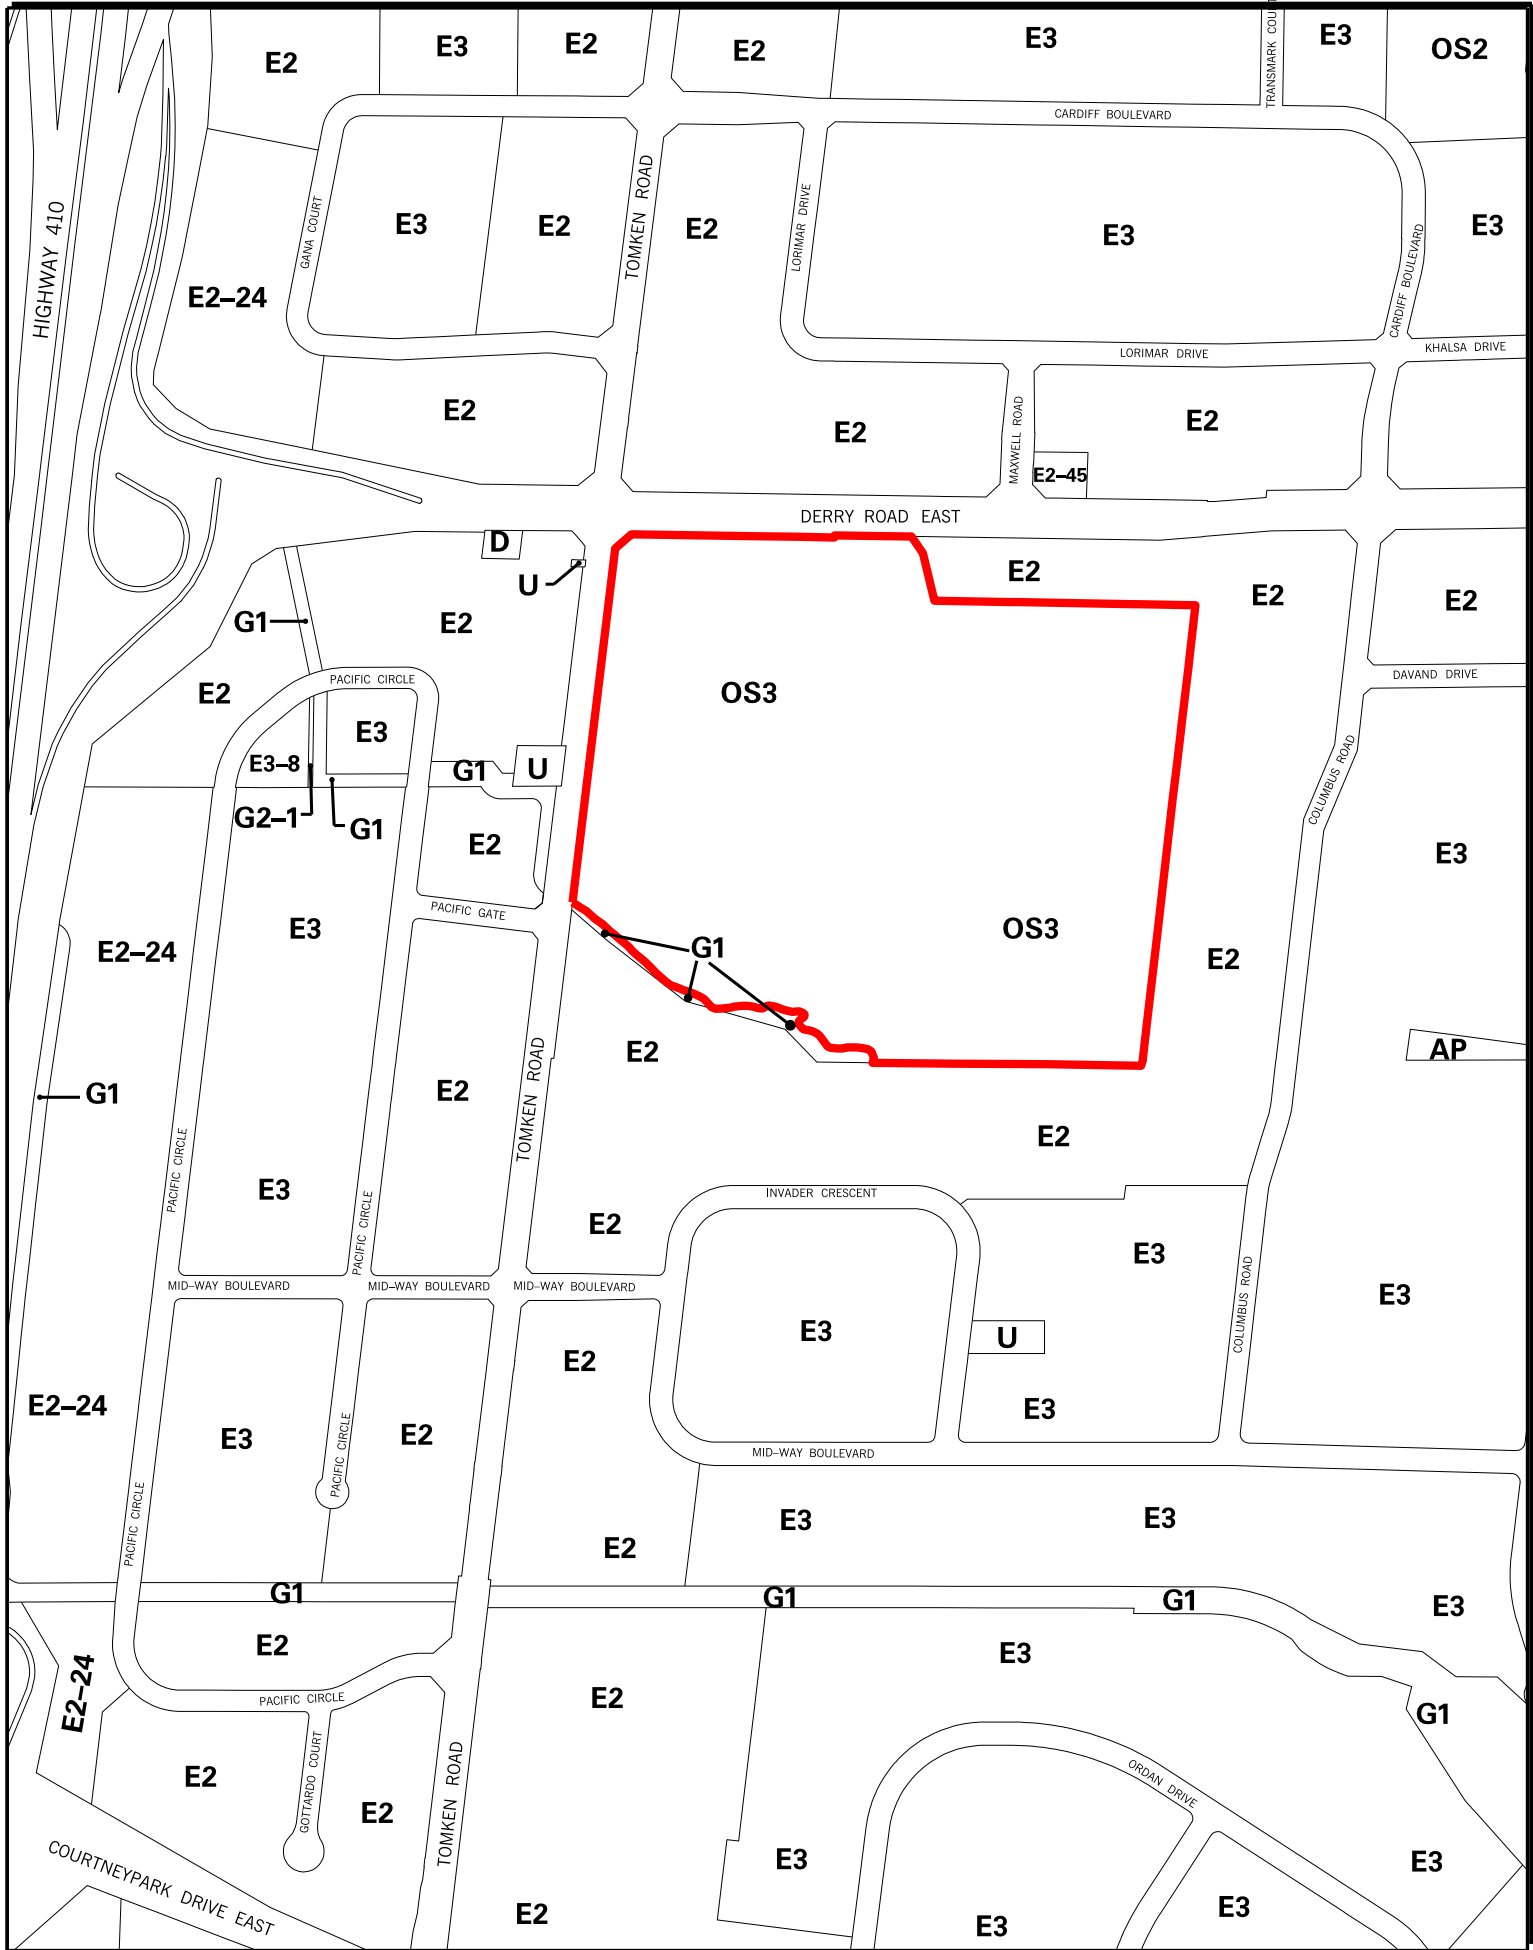 E2
E3
E2
E2
E3
TRANSMARK COURT
E3
OS2
CARDIFF BOULEVARD
HIGHWAY 410
GANA COURT
E3
E2
TOMKEN ROAD
E2
LORIMAR DRIVE
E3
CARDIFF BOULEVARD
E3
E2–24
LORIMAR DRIVE
KHALSA DRIVE
E2
E2
MAXWELL ROAD
E2
E2–45
DERRY ROAD EAST
D
U
E2
E2
E2
G1
E2
E2
PACIFIC CIRCLE
OS3
DAVAND DRIVE
E3
E3–8
G1
U
COLUMBUS ROAD
G2–1
G1
E2
E3
PACIFIC GATE
E3
OS3
E2–24
G1
E2
E2
AP
G1
E2
TOMKEN ROAD
E2
PACIFIC CIRCLE
E3
PACIFIC CIRCLE
INVADER CRESCENT
E2
E3
MID–WAY BOULEVARD
MID–WAY BOULEVARD
MID–WAY BOULEVARD
COLUMBUS ROAD
E3
E3
U
E2
E2–24
E3
E2
PACIFIC CIRCLE
E3
MID–WAY BOULEVARD
PACIFIC CIRCLE
E3
E3
E2
G1
G1
G1
E3
E2
E3
E2–24
PACIFIC CIRCLE
E2
G1
GOTTARDO COURT
E2
E2
TOMKEN ROAD
ORDAN DRIVE
E3
E3
COURTNEYPARK DRIVE EAST
E2
E3
E3